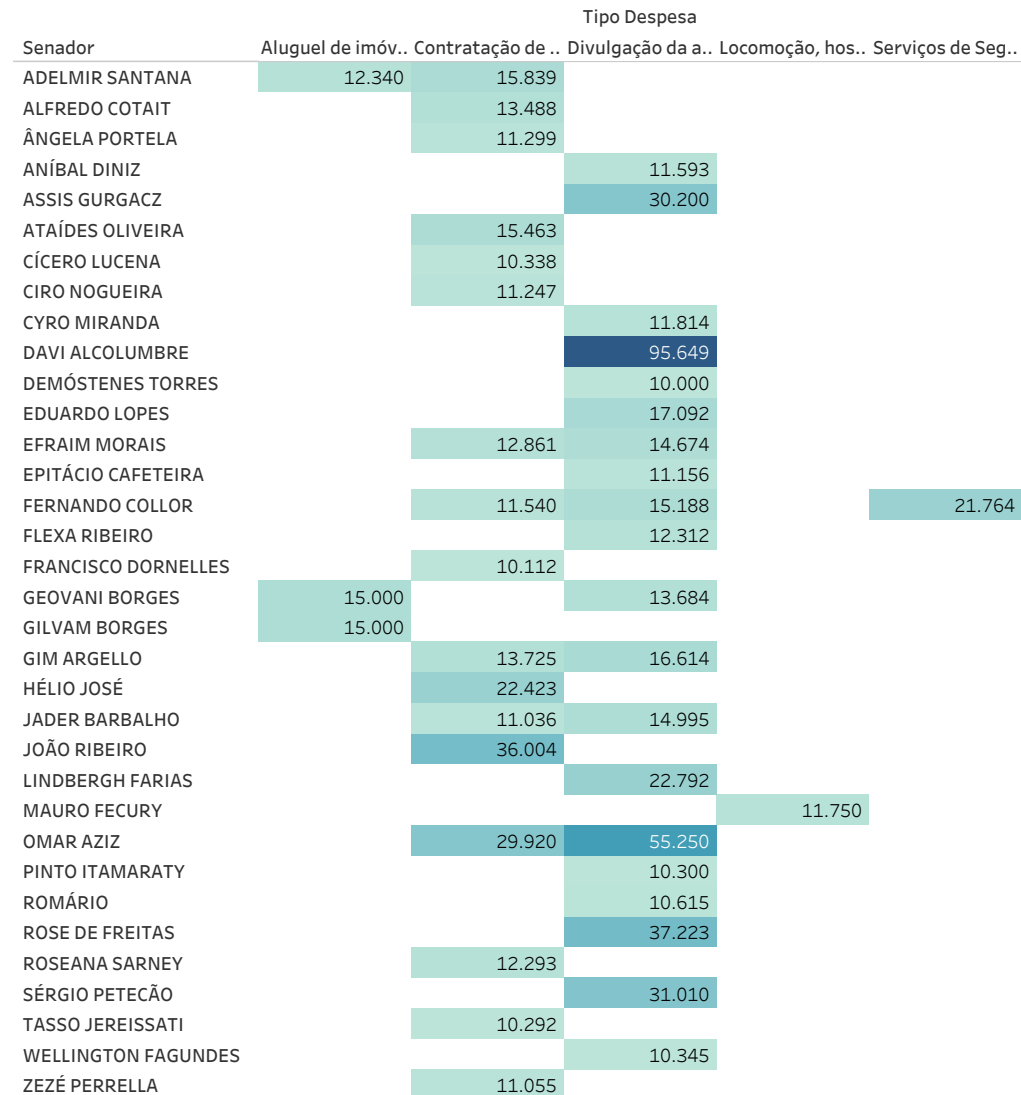 Tipo Despesa
Senador Aluguel de imóv.. Contratação de .. Divulgação da a.. Locomoção, hos.. Serviços de Seg..
ADELMIR SANTANA 12.340 15.839
ALFREDO COTAIT 13.488
ÂNGELA PORTELA 11.299
ANÍBAL DINIZ 11.593
ASSIS GURGACZ 30.200
ATAÍDES OLIVEIRA 15.463
CÍCERO LUCENA 10.338
CIRO NOGUEIRA 11.247
CYRO MIRANDA 11.814
DAVI ALCOLUMBRE 95.649
DEMÓSTENES TORRES 10.000
EDUARDO LOPES 17.092
EFRAIM MORAIS 12.861 14.674
EPITÁCIO CAFETEIRA 11.156
FERNANDO COLLOR 11.540 15.188 21.764
FLEXA RIBEIRO 12.312
FRANCISCO DORNELLES 10.112
GEOVANI BORGES 15.000 13.684
GILVAM BORGES 15.000
GIM ARGELLO 13.725 16.614
HÉLIO JOSÉ 22.423
JADER BARBALHO 11.036 14.995
JOÃO RIBEIRO 36.004
LINDBERGH FARIAS 22.792
MAURO FECURY 11.750
OMAR AZIZ 29.920 55.250
PINTO ITAMARATY 10.300
ROMÁRIO 10.615
ROSE DE FREITAS 37.223
ROSEANA SARNEY 12.293
SÉRGIO PETECÃO 31.010
TASSO JEREISSATI 10.292
WELLINGTON FAGUNDES 10.345
ZEZÉ PERRELLA 11.055